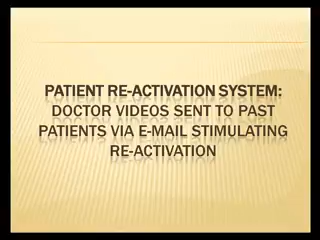 PATIENT RE-ACTIVATION SYSTEM:
DOCTOR VIDEOS SENT TO PAST
PATIENTS VIA E-MAIL STIMULATING
RE-ACTIVATION